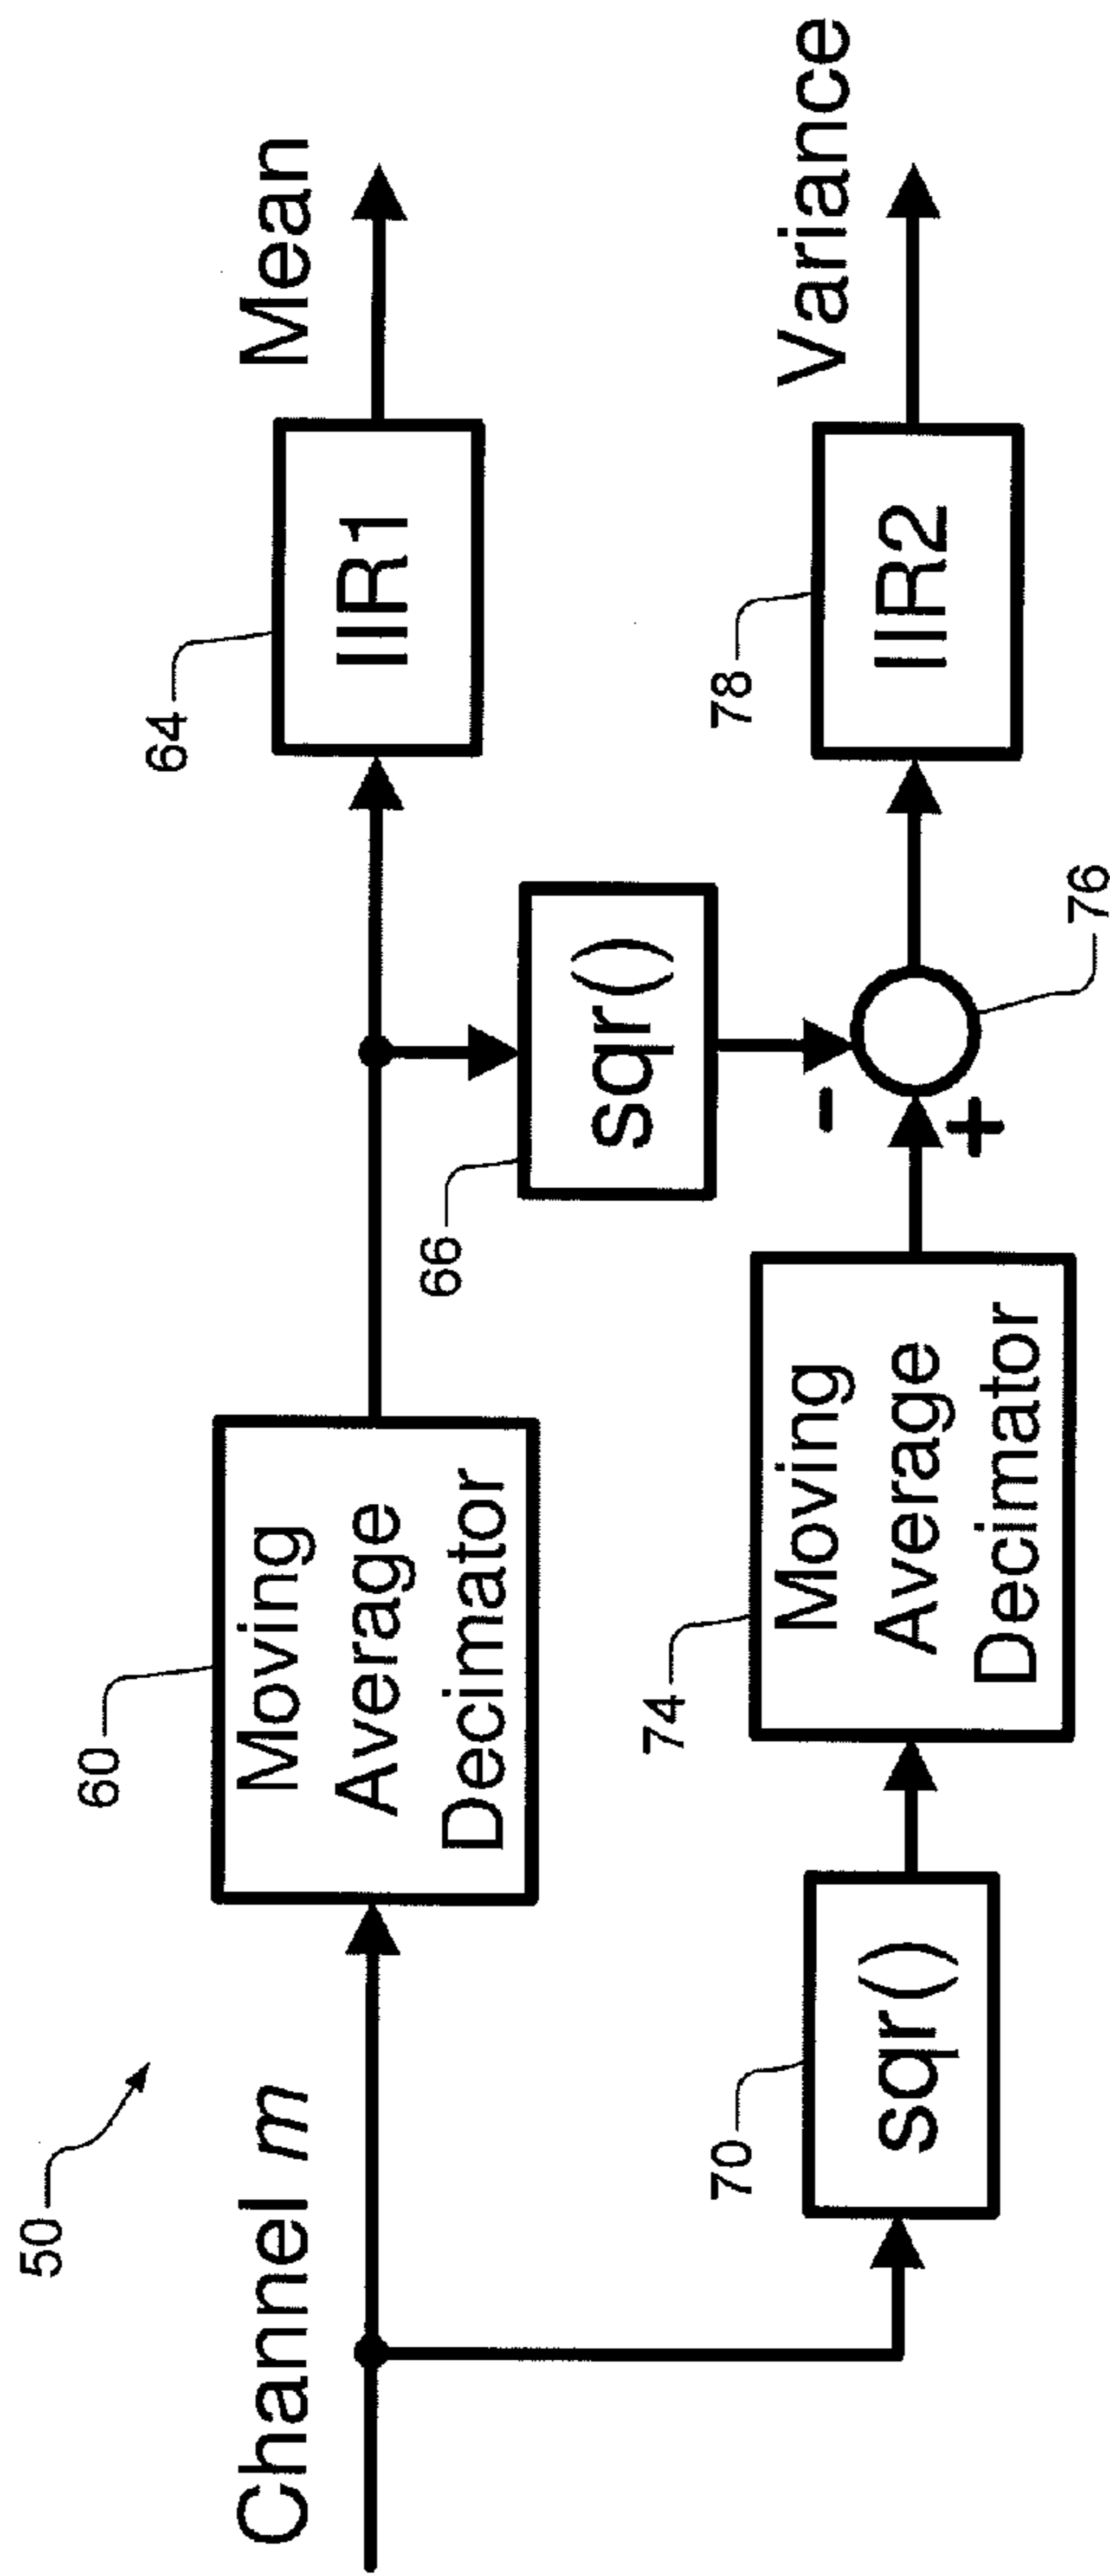 50
Channel m
60
Moving
Average
Decimator
64
IIR1
Mean
66
sqr()
70
sqr()
74
Moving
Average
Decimator
-
+
76
78
IIR2
Variance